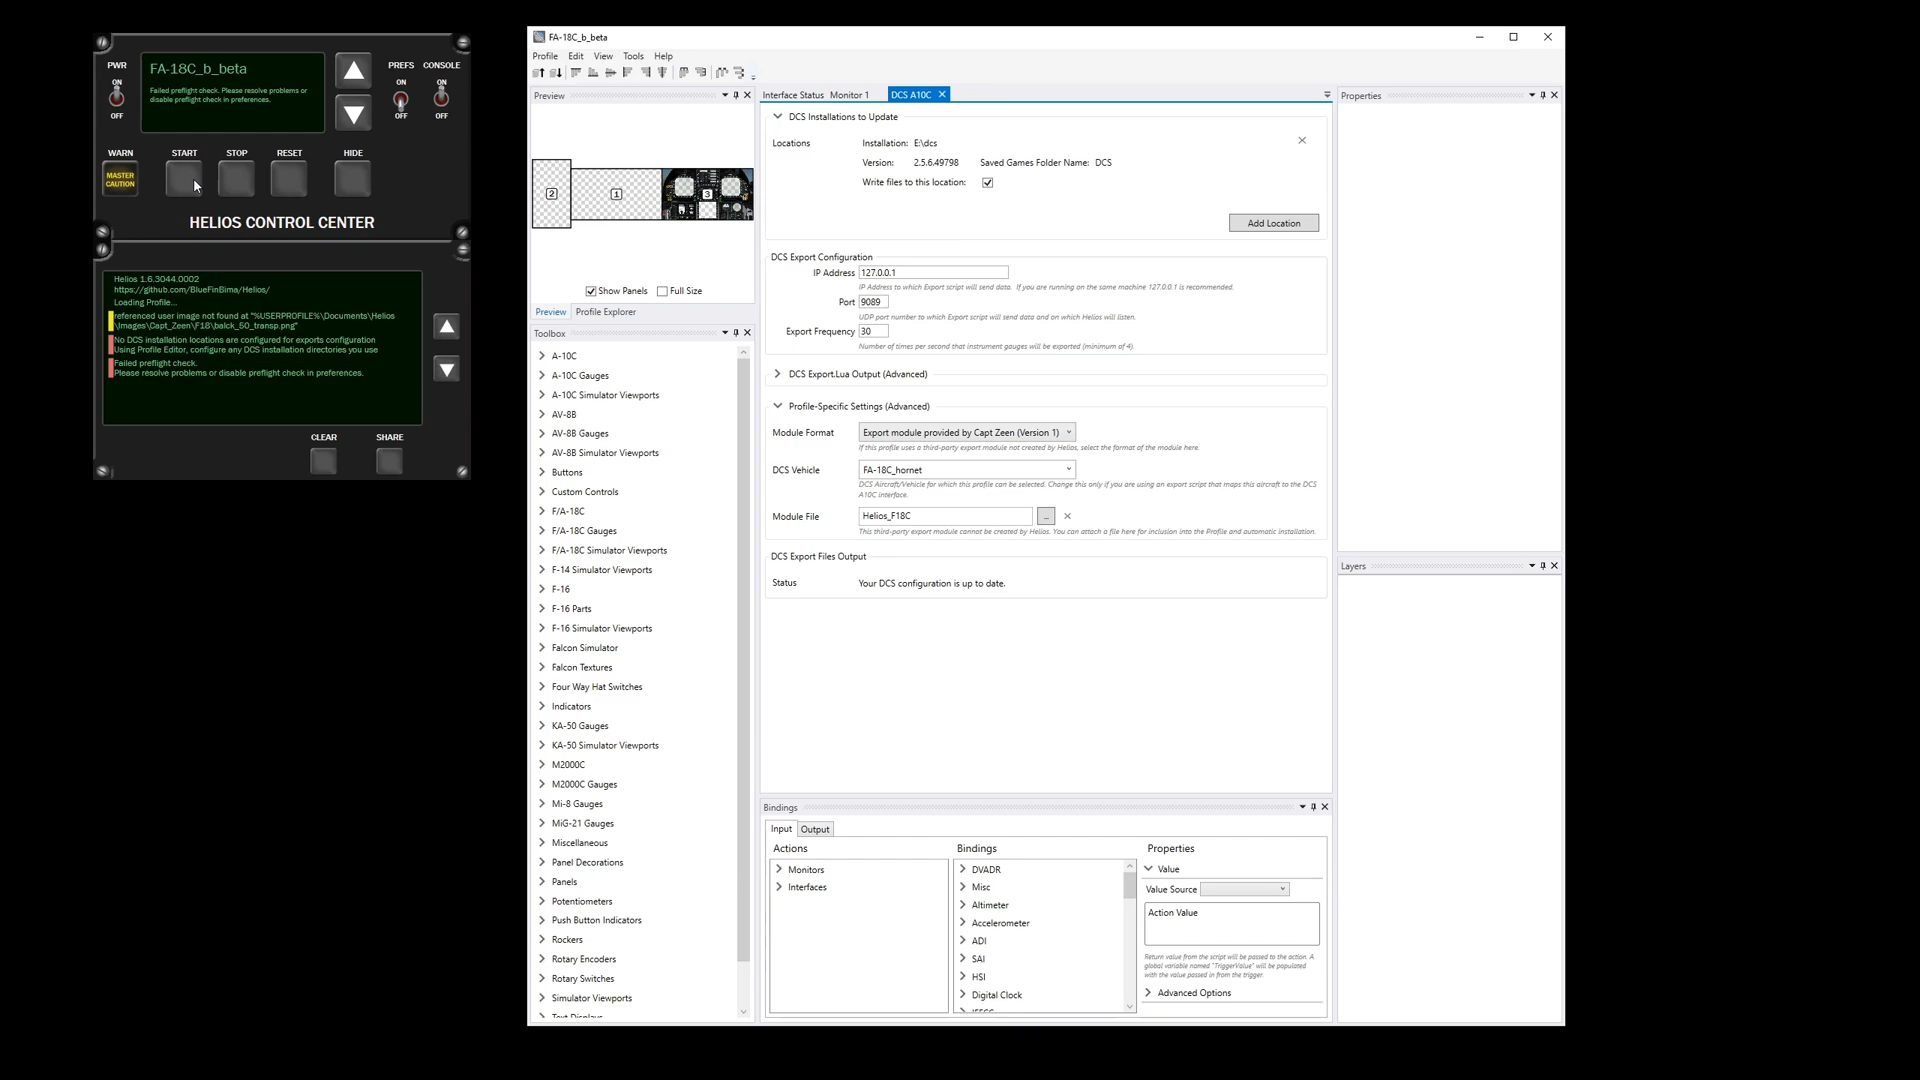 PWR
ON
OFF
FA-18C_b_beta
Failed preflight check. Please resolve problems or
disable preflight check in preferences.
PREFS
ON
OFF
CONSOLE
ON
OFF
WARN
MASTER
CAUTION
START
STOP
RESET
HIDE
HELIOS CONTROL CENTER
Helios 1.6.3044.0002
https://github.com/BlueFinBima/Helios/
Loading Profile...
referenced user image not found at "%USERPROFILE%\Documents\Helios
\Images\Capt_Zeen\F18\balck_50_transp.png"
No DCS installation locations are configured for exports configuration
Using Profile Editor, configure any DCS installation directories you use
Failed preflight check.
Please resolve problems or disable preflight check in preferences.
CLEAR
SHARE
FA-18C_b_beta
Profile Edit View Tools Help
Preview
2
1
3
Show Panels
Full Size
Preview
Profile Explorer
Toolbox
A-10C
A-10C Gauges
A-10C Simulator Viewports
AV-8B
AV-8B Gauges
AV-8B Simulator Viewports
Buttons
Custom Controls
F/A-18C
F/A-18C Gauges
F/A-18C Simulator Viewports
F-14 Simulator Viewports
F-16
F-16 Parts
F-16 Simulator Viewports
Falcon Simulator
Falcon Textures
Four Way Hat Switches
Indicators
KA-50 Gauges
KA-50 Simulator Viewports
M2000C
M2000C Gauges
Mi-8 Gauges
MiG-21 Gauges
Miscellaneous
Panel Decorations
Panels
Potentiometers
Push Button Indicators
Rockers
Rotary Encoders
Rotary Switches
Simulator Viewports
Text Displays
Interface Status
Monitor 1
DCS A10C
DCS Installations to Update
Locations
Installation: E:\dcs
Version: 2.5.6.49798 Saved Games Folder Name: DCS
Write files to this location:
Add Location
DCS Export Configuration
IP Address 127.0.0.1
IP Address to which Export script will send data. If you are running on the same machine 127.0.0.1 is recommended.
Port 9089
UDP port number to which Export script will send data and on which Helios will listen.
Export Frequency 30
Number of times per second that instrument gauges will be exported (minimum of 4).
DCS Export.Lua Output (Advanced)
Profile-Specific Settings (Advanced)
Module Format Export module provided by Capt Zeen (Version 1)
If this profile uses a third-party export module not created by Helios, select the format of the module here.
DCS Vehicle FA-18C_hornet
DCS Aircraft/Vehicle for which this profile can be selected. Change this only if you are using an export script that maps this aircraft to the DCS
A10C interface.
Module File Helios_F18C ...
This third-party export module cannot be created by Helios. You can attach a file here for inclusion into the Profile and automatic installation.
DCS Export Files Output
Status Your DCS configuration is up to date.
Bindings
Input
Output
Actions
Monitors
Interfaces
Bindings
DVADR
Misc
Altimeter
Accelerometer
ADI
SAI
HSI
Digital Clock
Properties
Value
Value Source
Action Value
Return value from the script will be passed to the action. A
global variable named "TriggerValue" will be populated
with the value passed in from the trigger.
Advanced Options
Properties
Layers